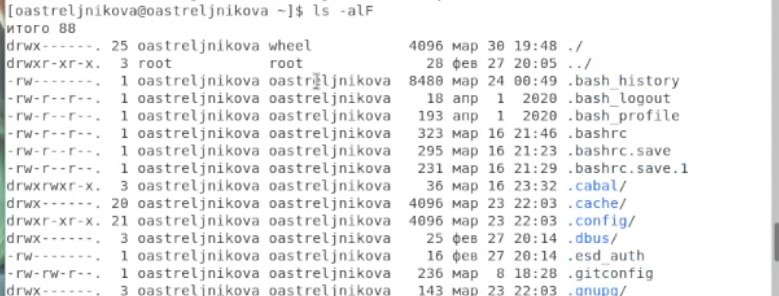 [oastreljnikova@oastreljnikova ~]$ ls -alF
итого 88
drwx------. 25 oastreljnikova wheel 4096 мар 30 19:48 ./
drwxr-xr-x. 3 root root 28 фев 27 20:05 ../
-rw-------. 1 oastreljnikova oastreljnikova 8480 мар 24 00:49 .bash_history
-rw-r--r--. 1 oastreljnikova oastreljnikova 18 апр 1 2020 .bash_logout
-rw-r--r--. 1 oastreljnikova oastreljnikova 193 апр 1 2020 .bash_profile
-rw-r--r--. 1 oastreljnikova oastreljnikova 323 мар 16 21:46 .bashrc
-rw-r--r--. 1 oastreljnikova oastreljnikova 295 мар 16 21:23 .bashrc.save
-rw-r--r--. 1 oastreljnikova oastreljnikova 231 мар 16 21:29 .bashrc.save.1
drwxrwxr-x. 3 oastreljnikova oastreljnikova 36 мар 16 23:32 .cabal/
drwx------. 20 oastreljnikova oastreljnikova 4096 мар 23 22:03 .cache/
drwxr-xr-x. 21 oastreljnikova oastreljnikova 4096 мар 23 22:03 .config/
drwx------. 3 oastreljnikova oastreljnikova 25 фев 27 20:14 .dbus/
-rw-------. 1 oastreljnikova oastreljnikova 16 фев 27 20:14 .esd_auth
-rw-rw-r--. 1 oastreljnikova oastreljnikova 236 мар 8 18:28 .gitconfig
drwx------. 3 oastreljnikova oastreljnikova 143 мар 23 22:03 .gnupg/